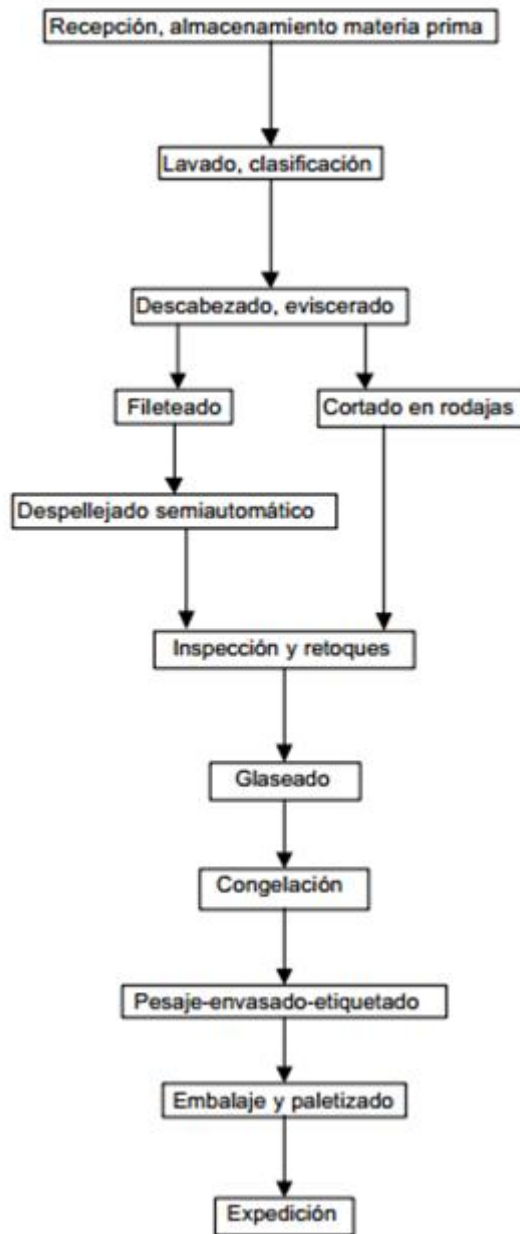 Recepción, almacenamiento materia prima
Lavado, clasificación
Descabezado, eviscerado
Fileteado
Cortado en rodajas
Despellejado semiautomático
Inspección y retoques
Glaseado
Congelación
Pesaje-envasado-etiquetado
Embalaje y paletizado
Expedición